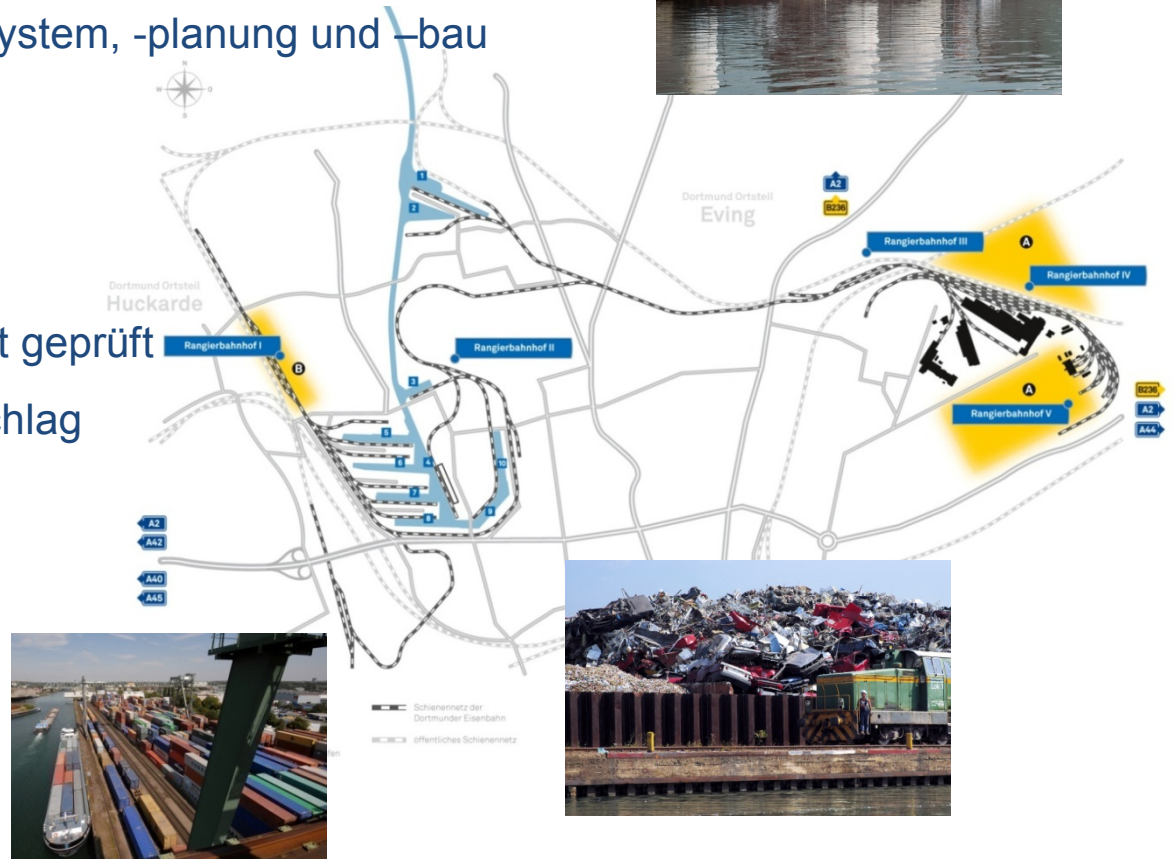 ystem, -planung und –bau
N
W
O
S
1
2
Dortmund Ortsteil
Eving
A2
B236
Rangierbahnhof III
A
Rangierbahnhof IV
Dortmund Ortsteil
Huckarde
t geprüft
Rangierbahnhof I
B
Rangierbahnhof II
3
A
Rangierbahnhof V
B236
A2
A44
hlag
5
6
4
10
7
8
9
A2
A42
A40
A45
Schienennetz der
Dortmunder Eisenbahn
öffentliches Schienennetz